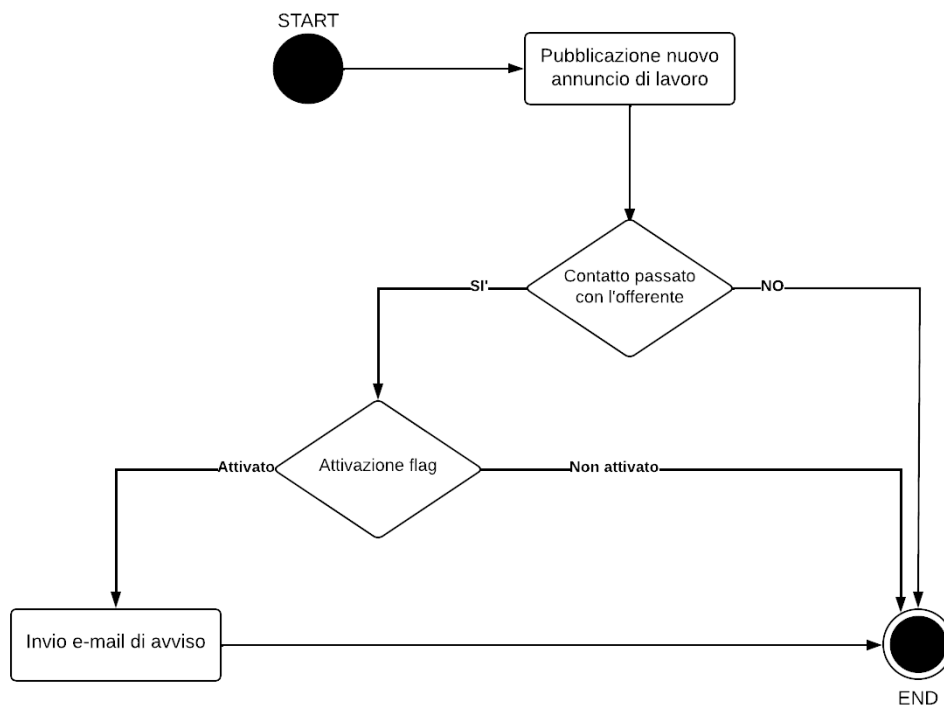 START
Pubblicazione nuovo
annuncio di lavoro
Contatto passato
con l'offerente
SI'
NO
Attivazione flag
Attivato
Non attivato
Invio e-mail di avviso
END